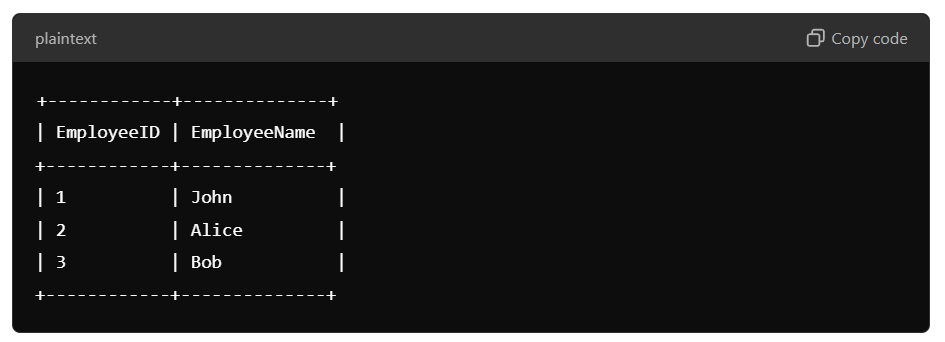 plaintext
Copy code
+------------+--------------+
| EmployeeID | EmployeeName  |
+------------+--------------+
| 1          | John          |
| 2          | Alice         |
| 3          | Bob           |
+------------+--------------+